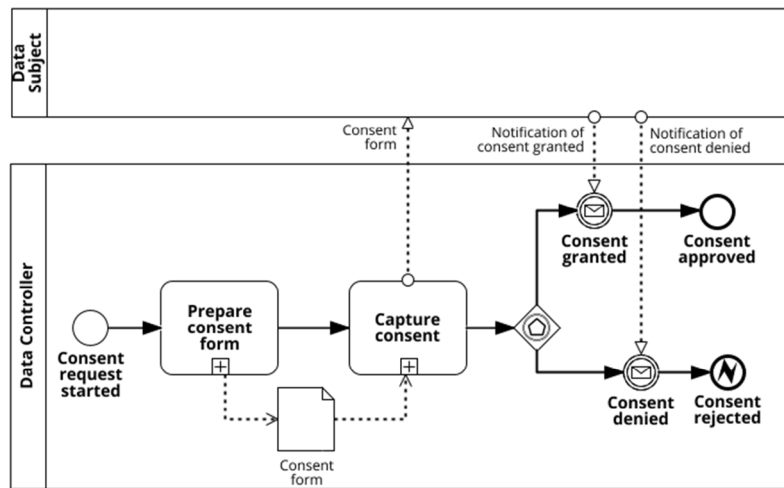 Data
Subject
Consent
form
Notification of
consent granted
Notification of
consent denied
Data Controller
Consent
granted
Consent
approved
Prepare
consent
form
Capture
consent
Consent
request
started
Consent
denied
Consent
rejected
Consent
form